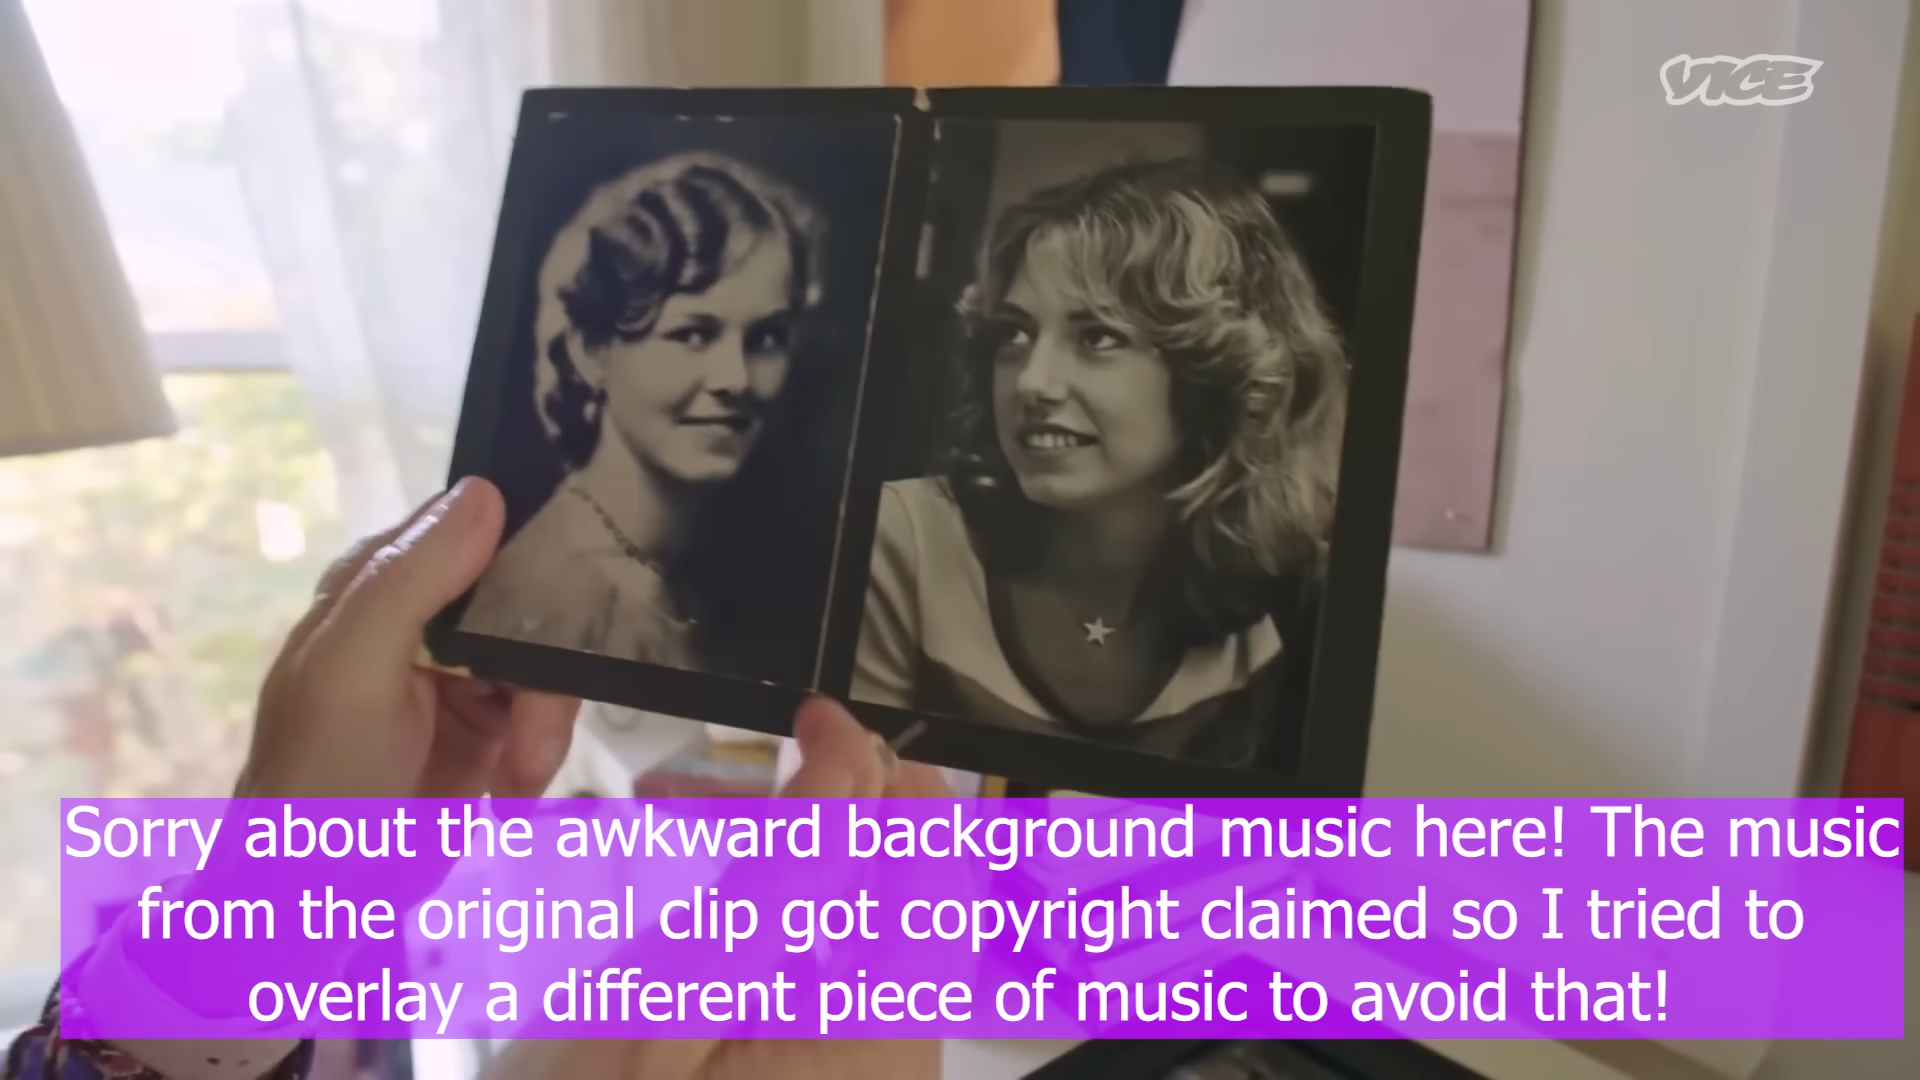 VICE
Sorry about the awkward background music here! The music
from the original clip got copyright claimed so I tried to
overlay a different piece of music to avoid that!